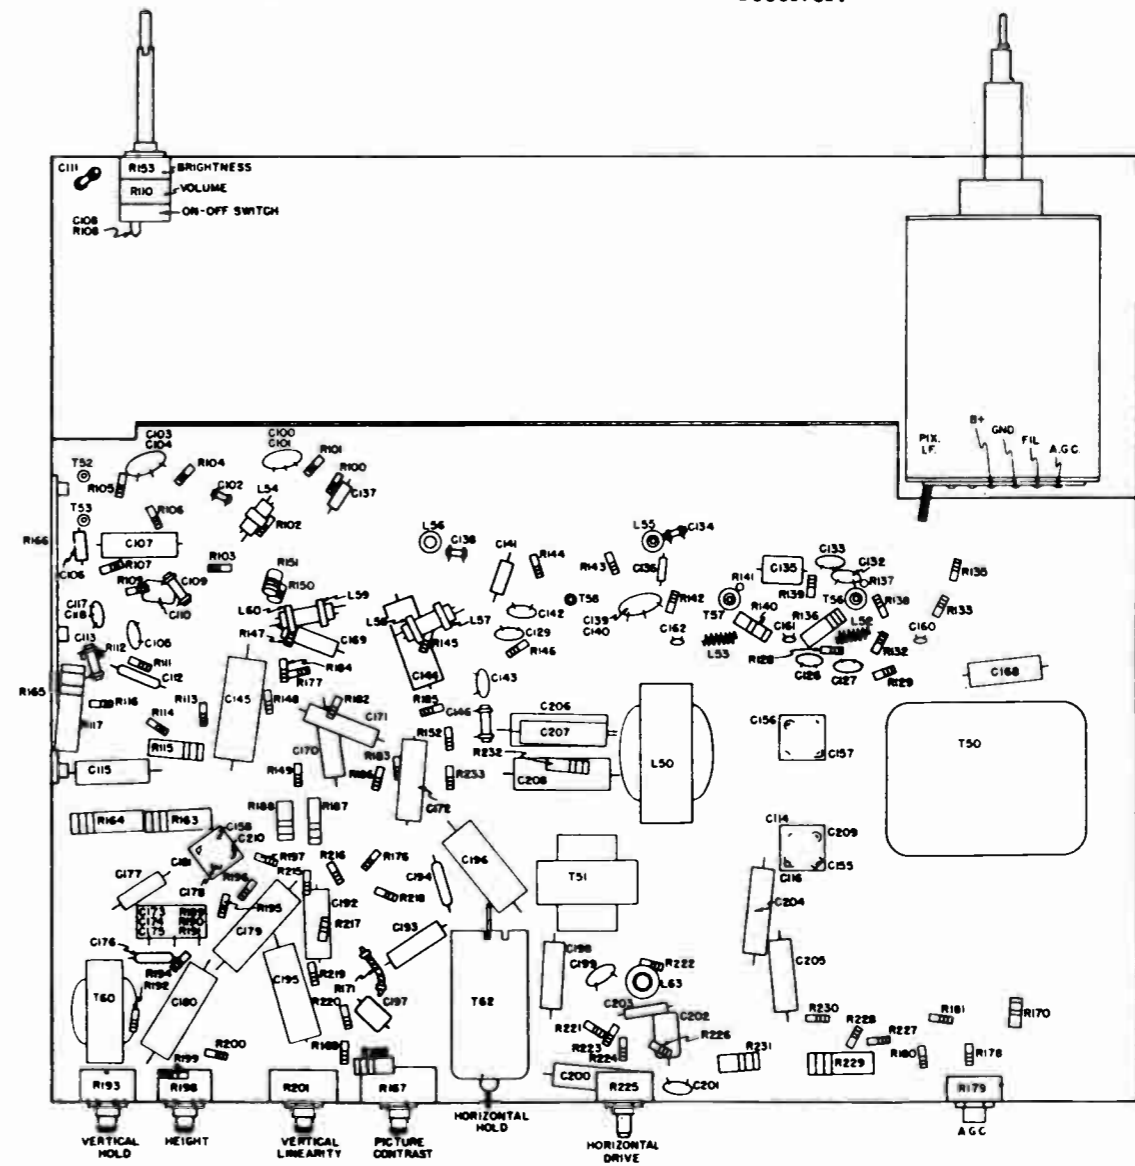 C111
R153 BRIGHTNESS
R110 VOLUME
ON-OFF SWITCH
C108
R108
B+
GND
FIL
A.G.C.
PIX.
I.F.
C103
C104
C100
C101
R101
T52
R104
R100
R105
C102
L54
C137
T53
R106
R102
L56
L55
C134
R166
C107
C138
C141
R144
R143
C136
C133
C132
R135
C106
R107
R103
R151
R141
C135
R137
R109
C109
R150
L59
R139
C117
C118
C110
L60
T58
C139
C140
R142
T57
R140
R136
T56
R138
R133
C142
C162
C161
L52
C160
C113
R112
C105
R147
C169
L58
R145
L57
C129
R146
L53
R128
R132
R111
C112
R184
R177
C144
C143
C126
C127
R129
C168
R165
R116
R113
C145
R148
R182
C171
R185
C146
C206
C207
C156
C157
T50
R117
R114
R115
C170
R152
R232
L50
C115
R149
R186
R183
R233
C208
C172
R164
R163
R188
R187
C158
C210
C114
C209
C181
R197
R216
R176
C196
T51
C116
C155
C177
C178
R196
R215
R218
C194
C204
C173 R189
C174 R190
C175 R191
R195
C192
R217
C179
C193
C176
R194
R192
R219
R171
C198
C199
R222
L63
C205
T60
C180
C195
C197
T62
C203
C202
R220
R221
R223
R224
R226
R230
R228
R227
R181
R170
R199
R200
R168
R231
R229
R180
R178
R193
R198
R201
R167
C200
R225
C201
R179
VERTICAL
HOLD
HEIGHT
VERTICAL
LINEARITY
PICTURE
CONTRAST
HORIZONTAL
HOLD
HORIZONTAL
DRIVE
AGC